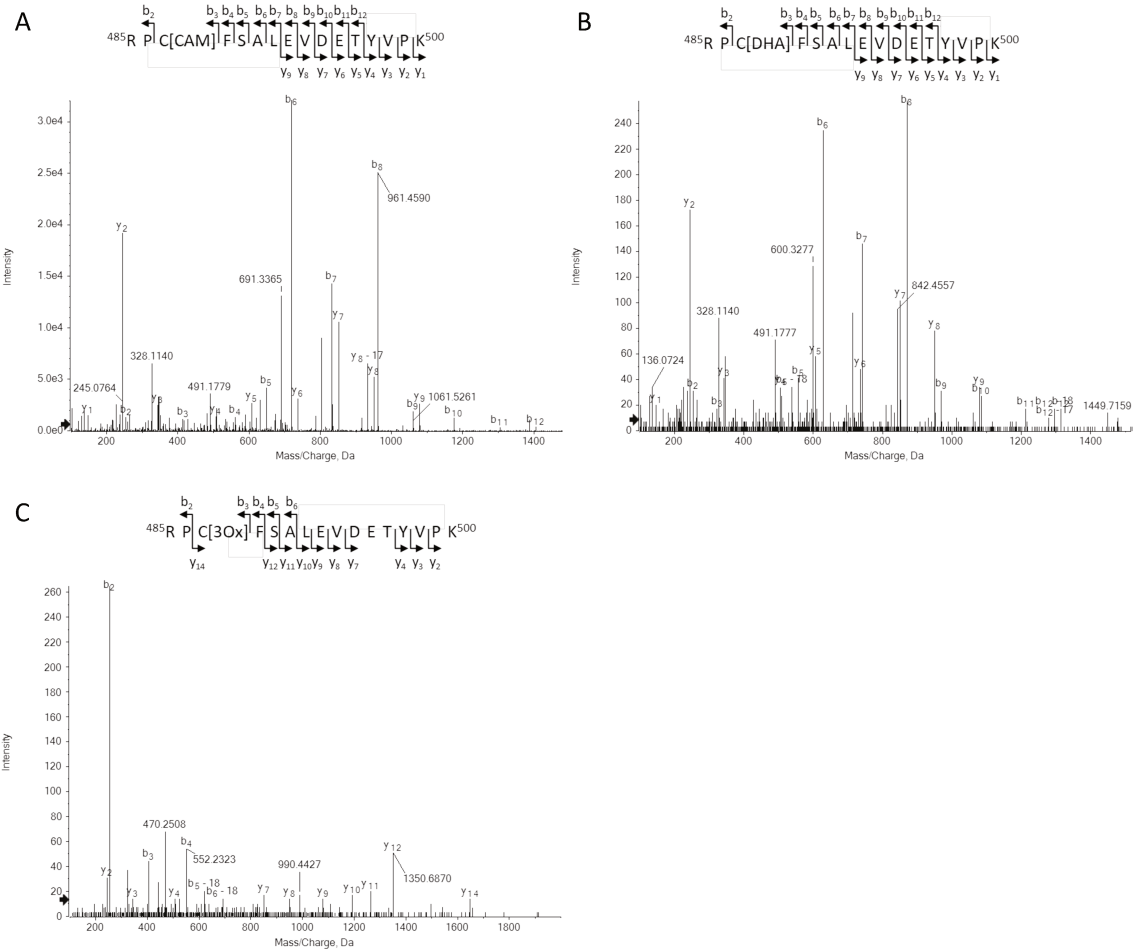 A
b2 b3 b4 b5 b6 b7 b8 b9 b10 b11 b12
485R P C[CAM] F S A L E V D E T Y V P K500
y9 y8 y7 y6 y5 y4 y3 y2 y1
b6
3.0e4
2.5e4
2.0e4
1.5e4
1.0e4
5.0e3
0.0e0
Intensity
b8
961.4590
y2
691.3365
b7
y7
328.1140
y8 - 17
y8
245.0764
y1
b2
y3
b3
491.1779
y4
b4
y5
b5
y6
y9
b9
1061.5261
b10
b11
b12
200 400 600 800 1000 1200 1400
Mass/Charge, Da
B
b2 b3 b4 b5 b6 b7 b8 b9 b10 b11 b12
485R P C[DHA] F S A L E V D E T Y V P K500
y9 y8 y7 y6 y5 y4 y3 y2 y1
b8
240
220
200
180
160
140
120
100
80
60
40
20
0
Intensity
b6
y2
600.3277
b7
y7
842.4557
328.1140
491.1777
y8
136.0724
y1
b2
y3
b3
b5
y5
y6
b9
y9
b10
b11
b12
1449.7159
200 400 600 800 1000 1200 1400
Mass/Charge, Da
C
b2 b3 b4 b5 b6
485R P C[3Ox] F S A L E V D E T Y V P K500
y14 y12 y11 y10 y9 y8 y7 y4 y3 y2
b2
260
240
220
200
180
160
140
120
100
80
60
40
20
0
Intensity
470.2508
b3
b4
552.2323
y2
y3
y4
b5 - 18
b6 - 18
y7
990.4427
y8
y9
y10
y11
y12
1350.6870
y14
200 400 600 800 1000 1200 1400 1600 1800
Mass/Charge, Da